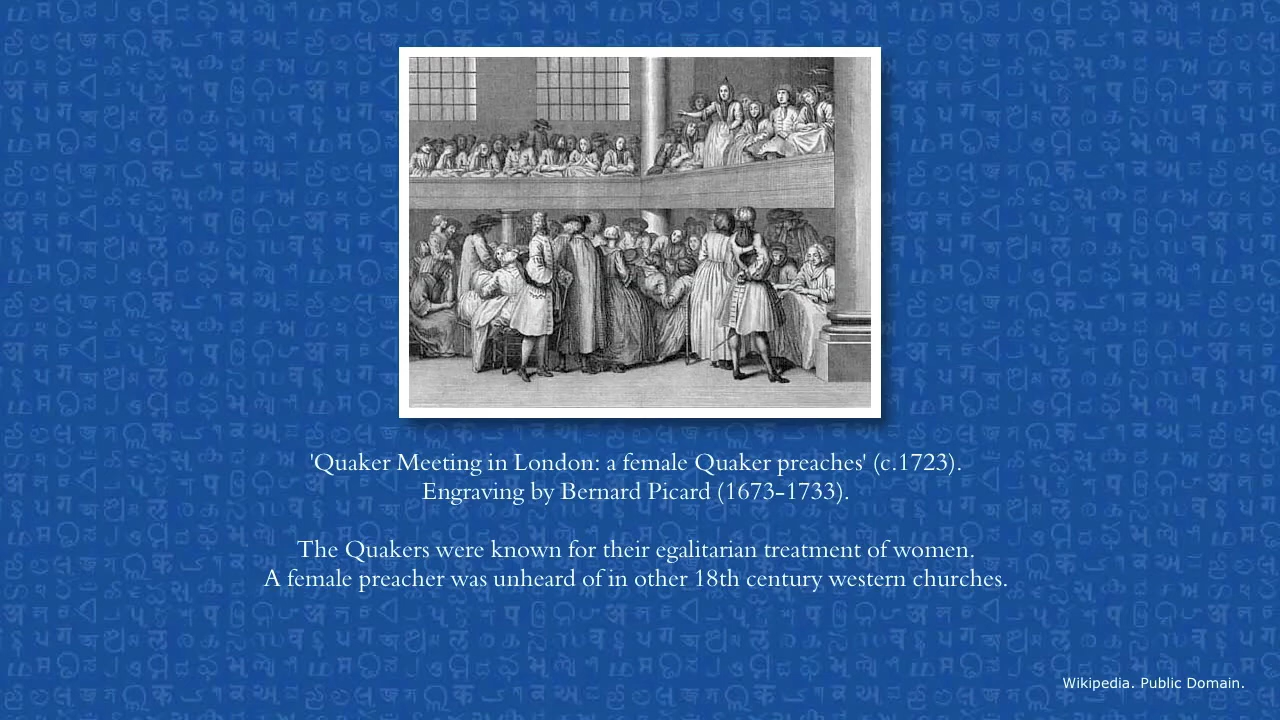 'Quaker Meeting in London: a female Quaker preaches' (c.1723).
Engraving by Bernard Picard (1673-1733).
The Quakers were known for their egalitarian treatment of women.
A female preacher was unheard of in other 18th century western churches.
Wikipedia. Public Domain.